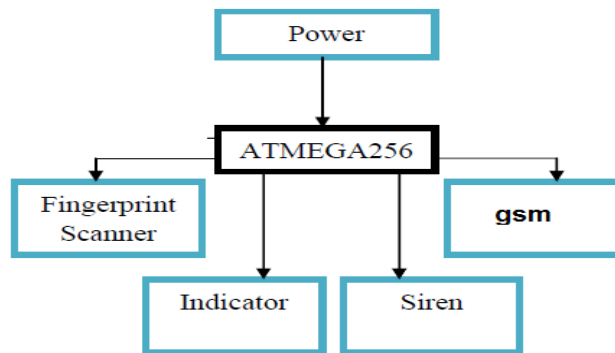 Power
ATMEGA256
Fingerprint
Scanner
gsm
Indicator
Siren